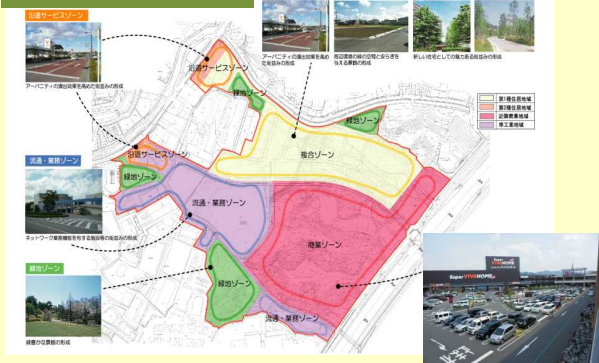 沿道サービスゾーン
アーバニティの演出効果を高めた街並みの形成
アーバニティの演出効果を高めた街並みの形成
周辺環境の緑の空間と安らぎを与える景観の形成
新しい住宅としての魅力ある街並みの形成
沿道サービスゾーン
緑地ゾーン
緑地ゾーン
第1種住居地域
第2種住居地域
近隣商業地域
準工業地域
沿道サービスゾーン
複合ゾーン
流通・業務ゾーン
緑地ゾーン
流通・業務ゾーン
ネットワーク業務機能を有する施設等の街並みの形成
商業ゾーン
緑地ゾーン
緑地ゾーン
流通・業務ゾーン
緑豊かな景観の形成
Super VIVAHOME
Super VIVAHOME